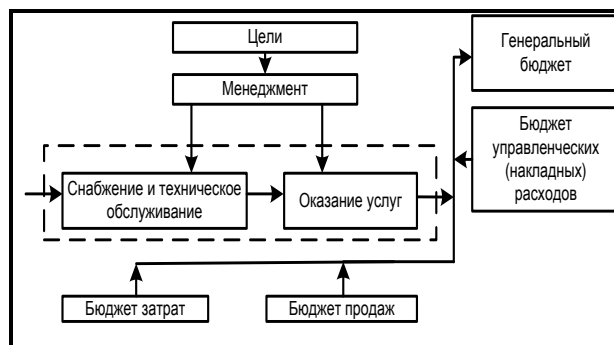 Цели
Менеджмент
Генеральный
бюджет
Бюджет
управленческих
(накладных)
расходов
Снабжение и техническое
обслуживание
Оказание услуг
Бюджет затрат
Бюджет продаж